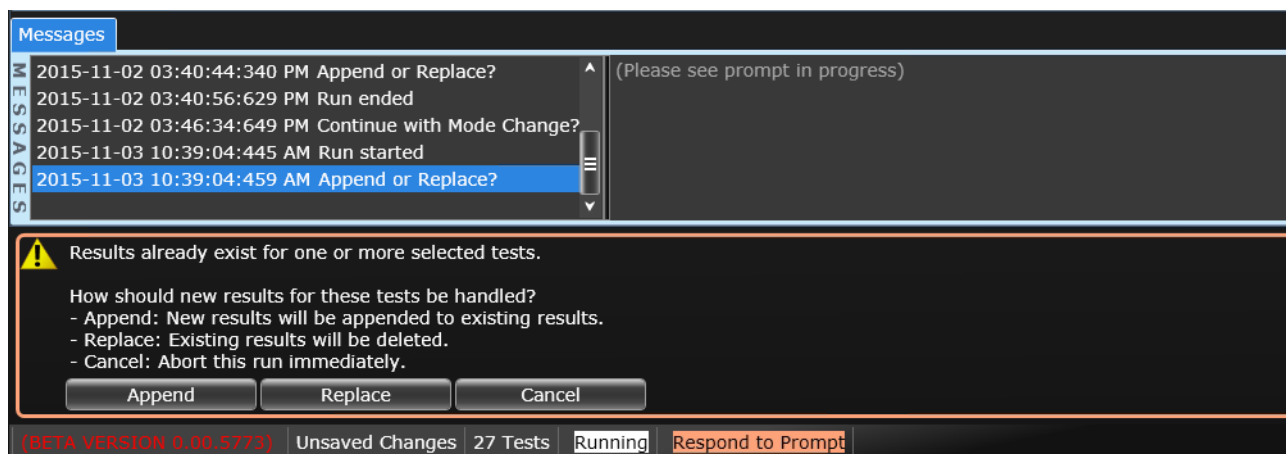 Messages
MESSAGES
2015-11-02 03:40:44:340 PM Append or Replace?
2015-11-02 03:40:56:629 PM Run ended
2015-11-02 03:46:34:649 PM Continue with Mode Change?
2015-11-03 10:39:04:445 AM Run started
2015-11-03 10:39:04:459 AM Append or Replace?
(Please see prompt in progress)
Results already exist for one or more selected tests.
How should new results for these tests be handled?
- Append: New results will be appended to existing results.
- Replace: Existing results will be deleted.
- Cancel: Abort this run immediately.
Append Replace Cancel
(BETA VERSION 0.00.5773) Unsaved Changes 27 Tests Running Respond to Prompt